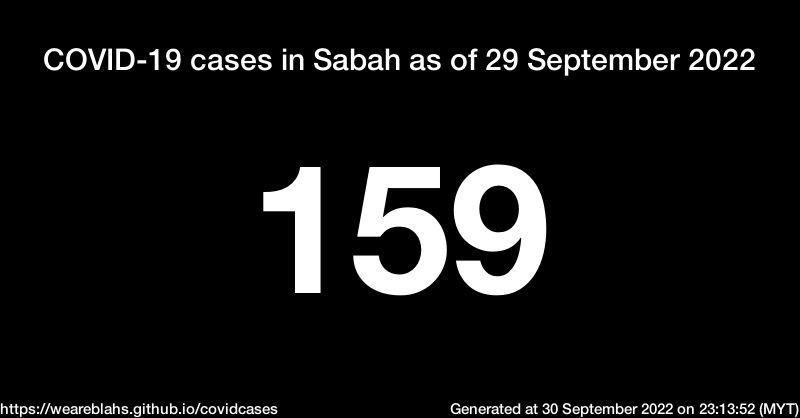 COVID-19 cases in Sabah as of 29 September 2022
159
https://weareblahs.github.io/covidcases
Generated at 30 September 2022 on 23:13:52 (MYT)